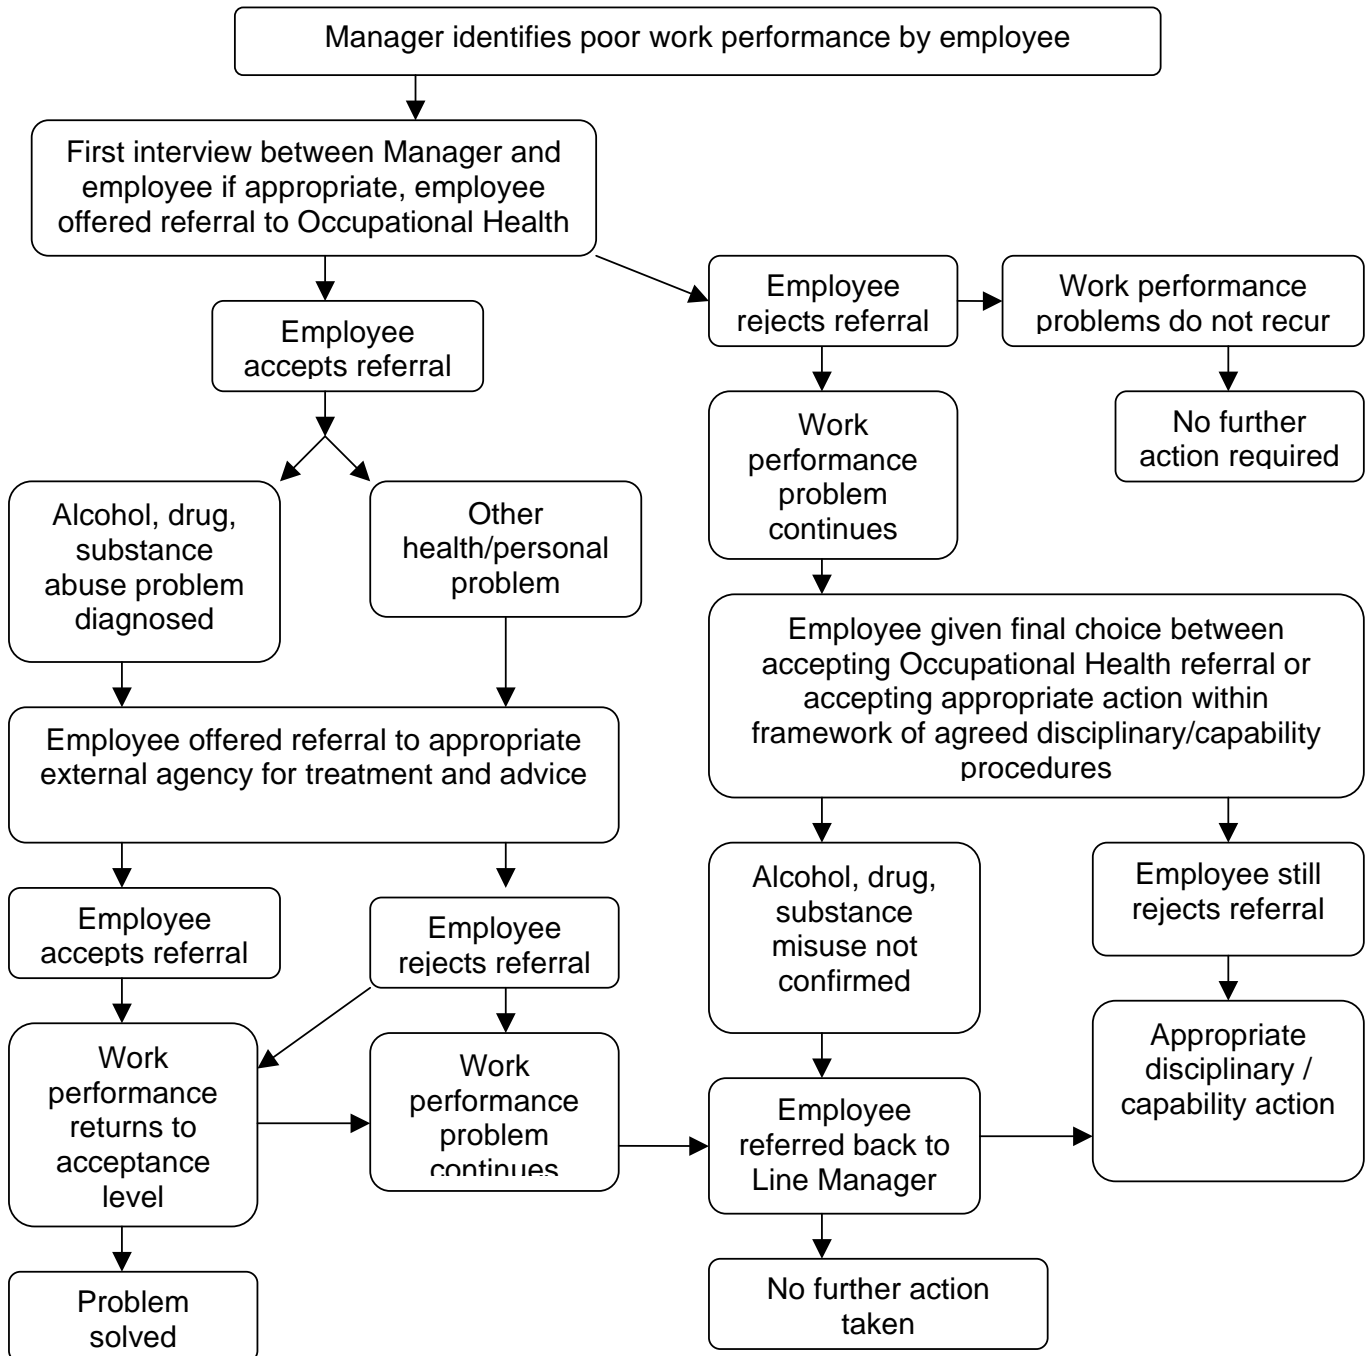 Manager identifies poor work performance by employee
First interview between Manager and
employee if appropriate, employee
offered referral to Occupational Health
Employee
rejects referral
Work performance
problems do not recur
Employee
accepts referral
No further
action required
Work
performance
problem
continues
Alcohol, drug,
substance
abuse problem
diagnosed
Other
health/personal
problem
Employee given final choice between
accepting Occupational Health referral or
accepting appropriate action within
framework of agreed disciplinary/capability
procedures
Employee offered referral to appropriate
external agency for treatment and advice
Employee
accepts referral
Employee
rejects referral
Alcohol, drug,
substance
misuse not
confirmed
Employee still
rejects referral
Work
performance
returns to
acceptance
level
Work
performance
problem
continues
Employee
referred back to
Line Manager
Appropriate
disciplinary /
capability action
Problem
solved
No further action
taken